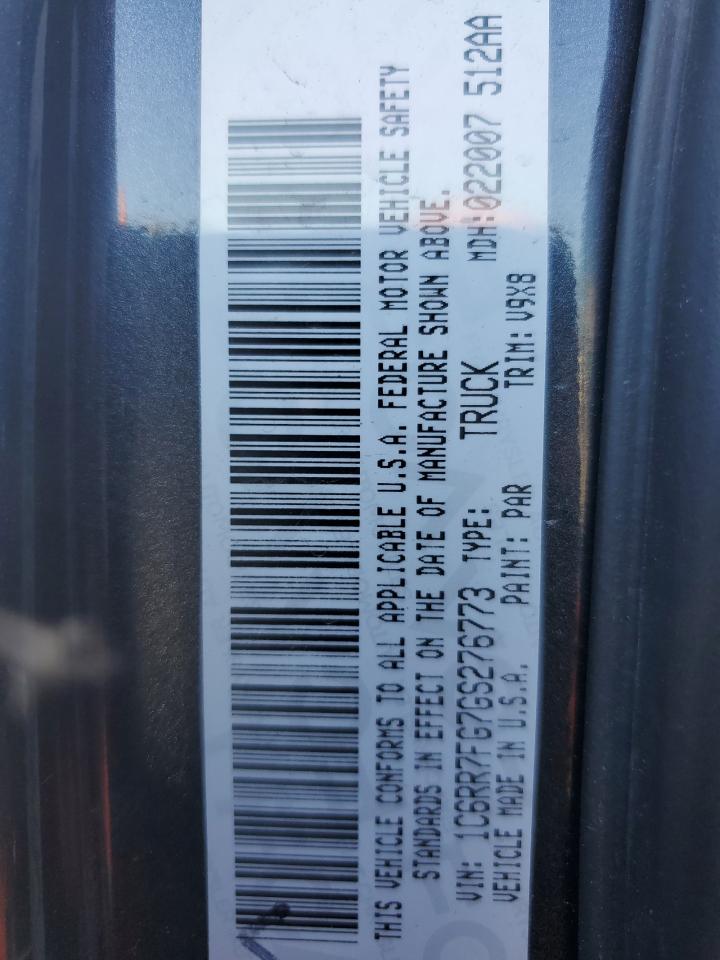 THIS VEHICLE CONFORMS TO ALL APPLICABLE U.S.A. FEDERAL MOTOR VEHICLE SAFETY
STANDARDS IN EFFECT ON THE DATE OF MANUFACTURE SHOWN ABOVE.
VIN: 1C6RR7FG7GS276773 TYPE: TRUCK MDH:022007 512AA
VEHICLE MADE IN U.S.A. PAINT: PAR TRIM: V9X8